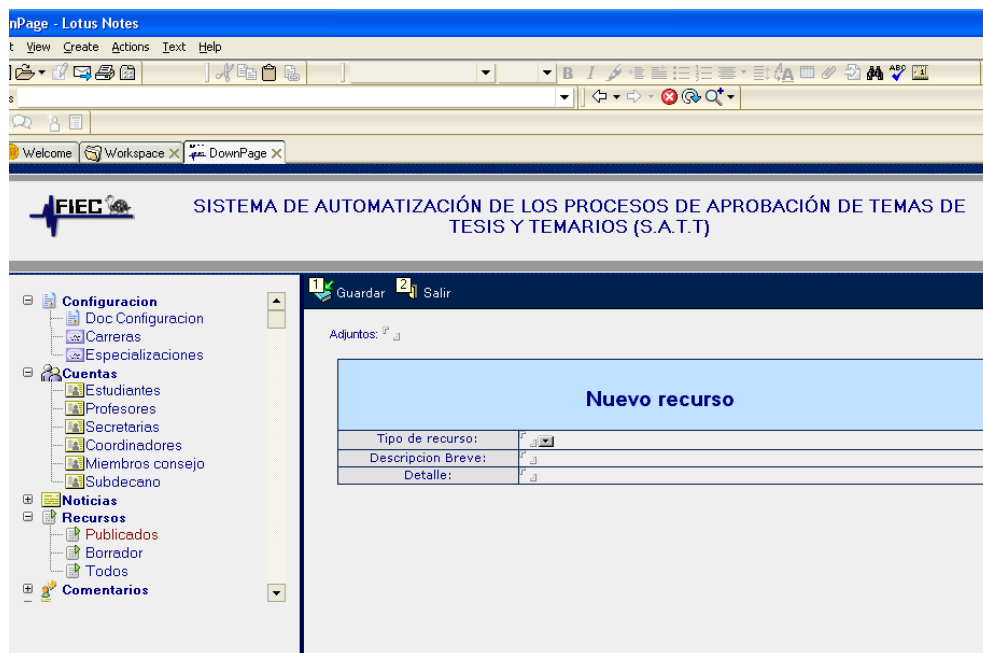 nPage - Lotus Notes
t View Create Actions Text Help
B I
s
Welcome Workspace DownPage
FIEC
SISTEMA DE AUTOMATIZACIÓN DE LOS PROCESOS DE APROBACIÓN DE TEMAS DE
TESIS Y TEMARIOS (S.A.T.T)
1 Guardar 2 Salir
Configuracion
Doc Configuracion
Carreras
Especializaciones
Cuentas
Estudiantes
Profesores
Secretarias
Coordinadores
Miembros consejo
Subdecano
Noticias
Recursos
Publicados
Borrador
Todos
Comentarios
Adjuntos:
Nuevo recurso
Tipo de recurso:
Descripcion Breve:
Detalle: